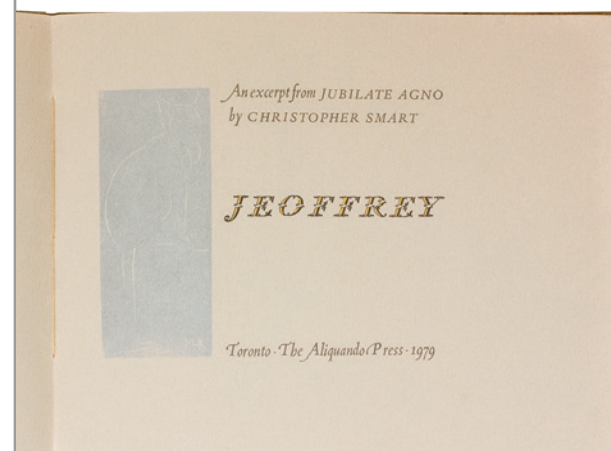 An excerpt from JUBILATE AGNO
by CHRISTOPHER SMART
JEOFFREY
Toronto · The Aliquando Press · 1979